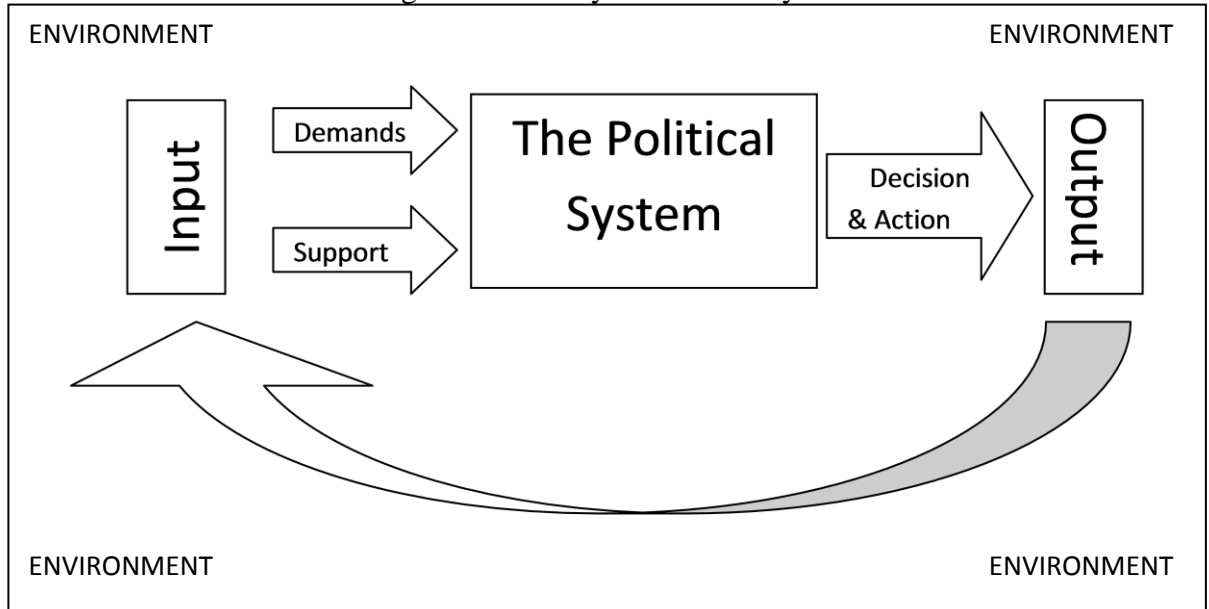 ENVIRONMENT ENVIRONMENT
Input
Demands
Support
The Political
System
Decision
& Action
Output
ENVIRONMENT ENVIRONMENT